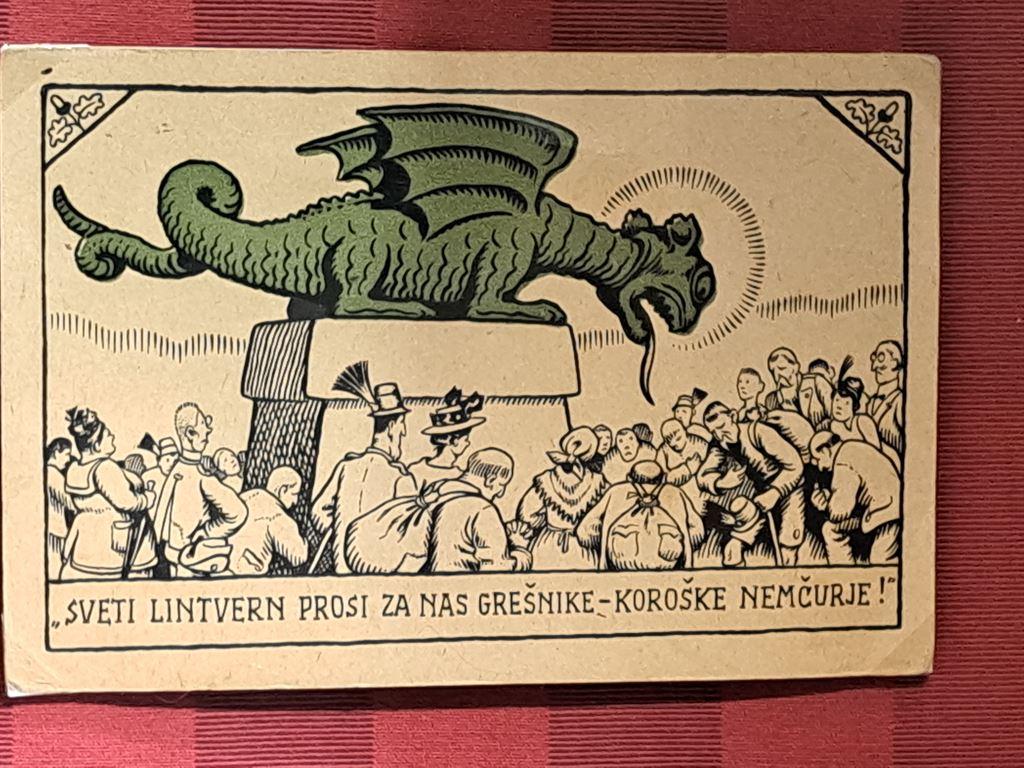 „SVETI LINTVERN PROSI ZA NAS GREŠNIKE–KOROŠKE NEMČURJE!"